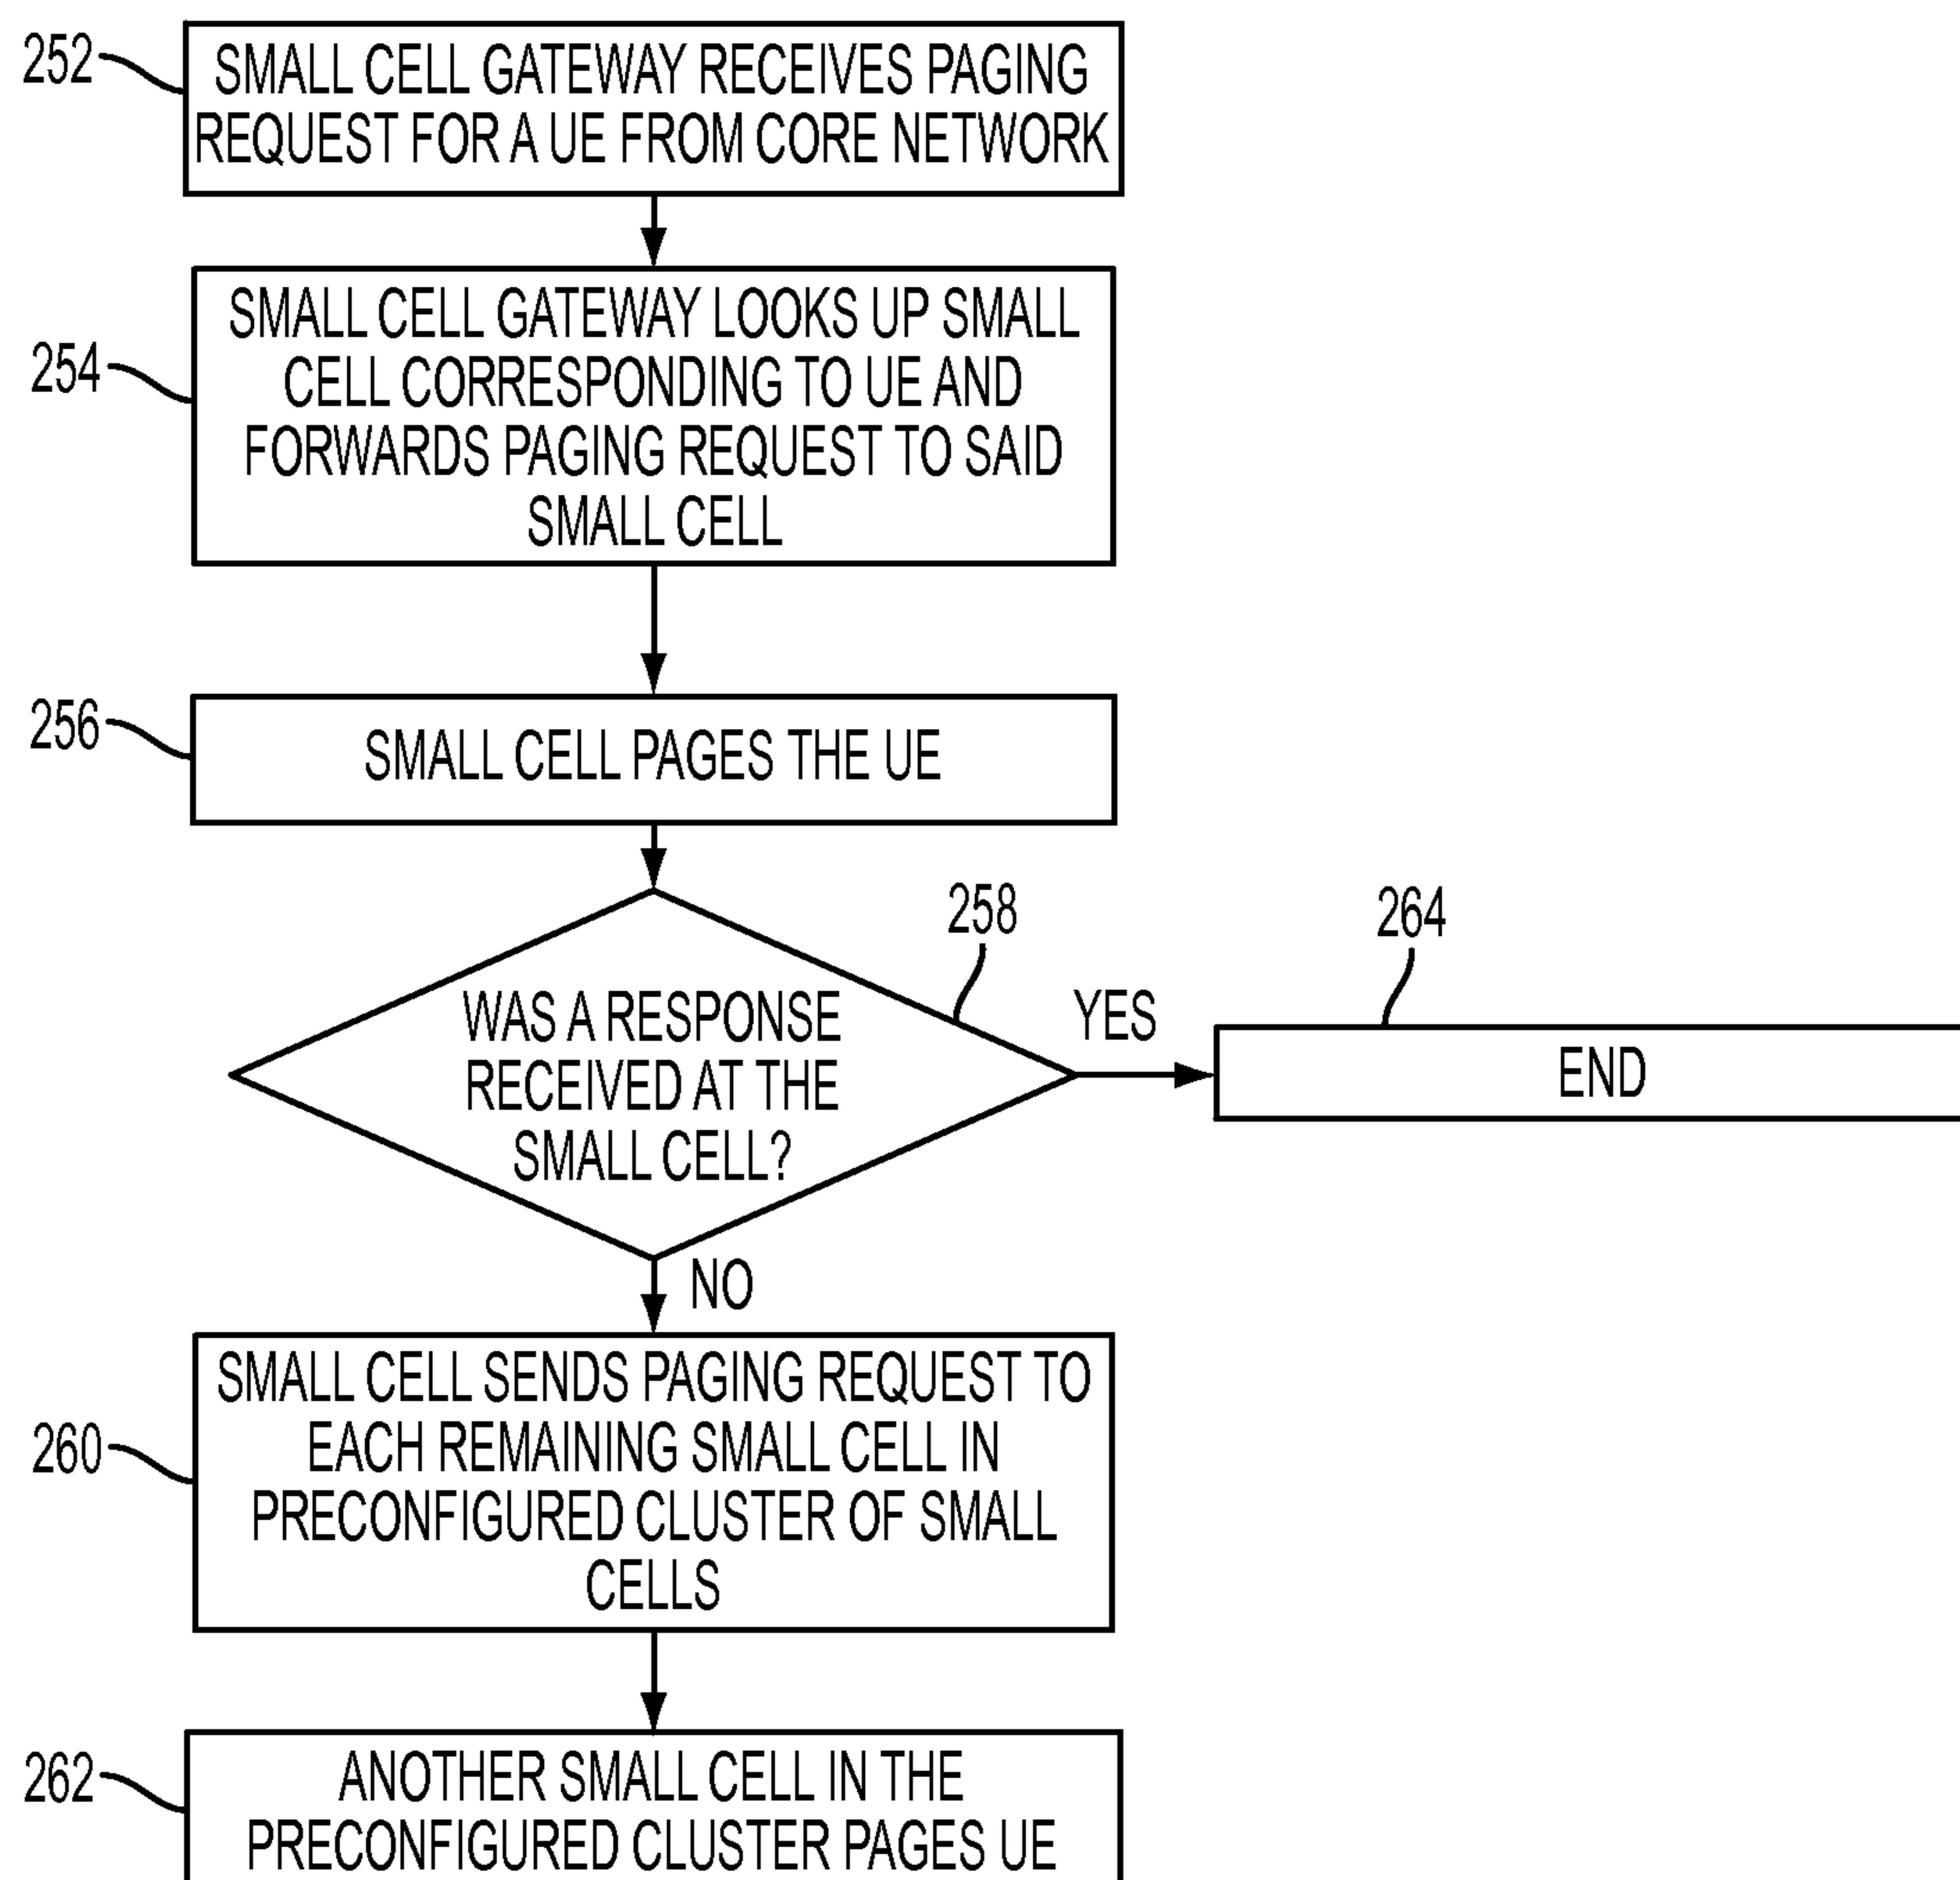 252
SMALL CELL GATEWAY RECEIVES PAGING
REQUEST FOR A UE FROM CORE NETWORK
254
SMALL CELL GATEWAY LOOKS UP SMALL
CELL CORRESPONDING TO UE AND
FORWARDS PAGING REQUEST TO SAID
SMALL CELL
256
SMALL CELL PAGES THE UE
258
WAS A RESPONSE
RECEIVED AT THE
SMALL CELL?
YES
264
END
NO
260
SMALL CELL SENDS PAGING REQUEST TO
EACH REMAINING SMALL CELL IN
PRECONFIGURED CLUSTER OF SMALL
CELLS
262
ANOTHER SMALL CELL IN THE
PRECONFIGURED CLUSTER PAGES UE